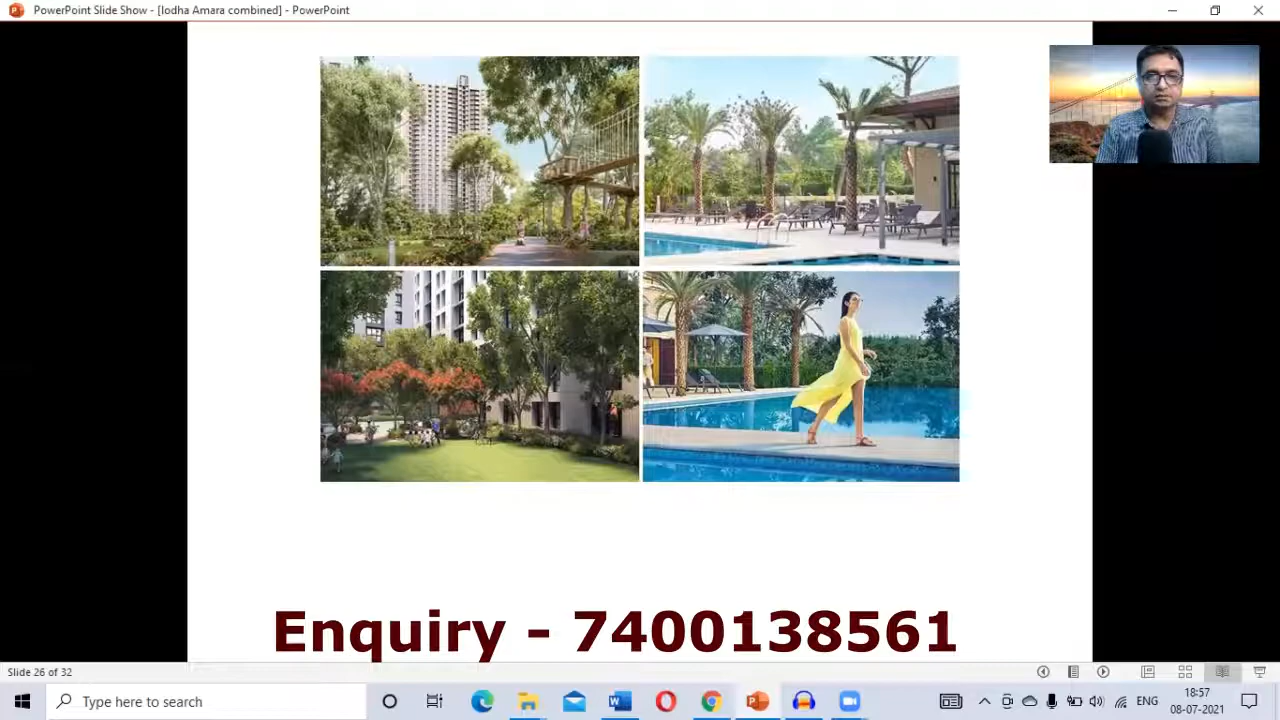 PowerPoint Slide Show - [lodha Amara combined] - PowerPoint
Enquiry - 7400138561
Slide 26 of 32
Type here to search
ENG
18:57
08-07-2021